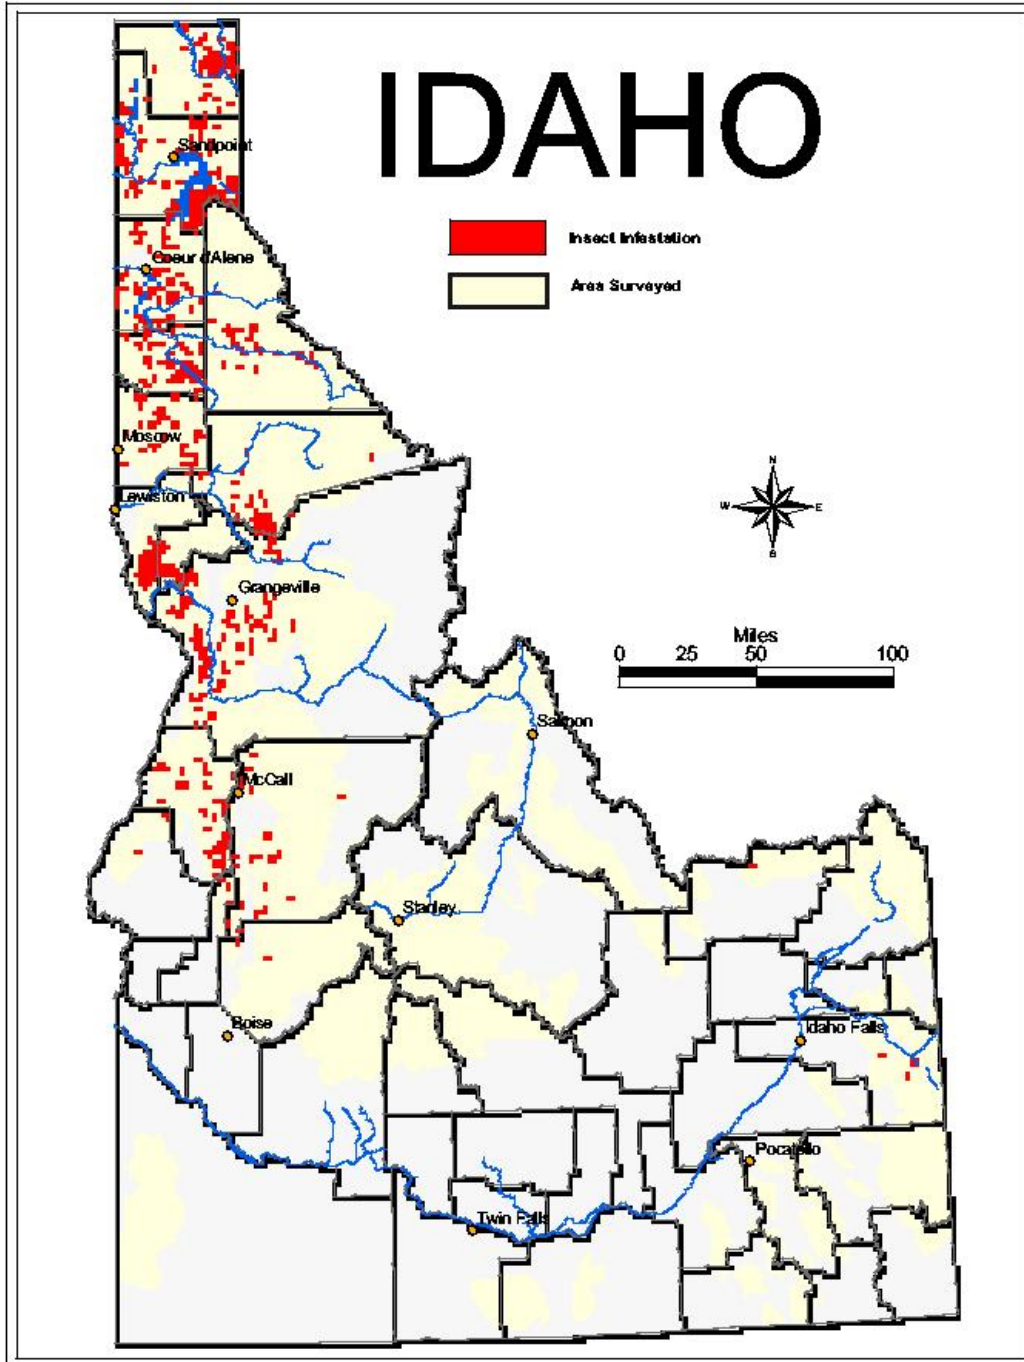 IDAHO
Sandpoint
Insect Infestation
Coeur d'Alene
Area Surveyed
Moscow
N
Lewiston
W
E
S
Grangeville
Miles
0 25 50 100
Salmon
McCall
Stanley
Boise
Idaho Falls
Pocatello
Twin Falls